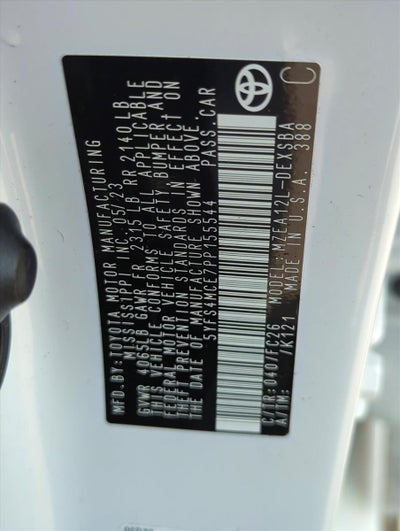 MFD.BY:TOYOTA MOTOR MANUFACTURING
MISSISSIPPI, INC. 05/23
GVWR 4065LB GAWR FR 2315LB RR 2140LB
THIS VEHICLE CONFORMS TO ALL APPLICABLE
FEDERAL MOTOR VEHICLE SAFETY BUMPER AND
THEFT PREVENTION STANDARDS IN EFFECT ON
THE DATE OF MANUFACTURE SHOWN ABOVE.
5YFS4MCE7PP155544 PASS.CAR
C/TR:040/FC26 MODEL:MZEA12L-DEXSBA
A/TM: /K121 MADE IN U.S.A. 388
C